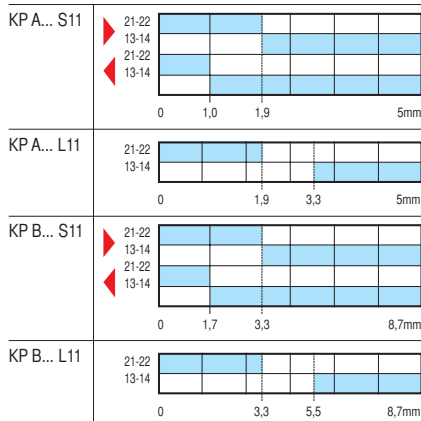 KP A... S11
21-22
13-14
21-22
13-14
0 1,0 1,9 5mm
KP A... L11
21-22
13-14
0 1,9 3,3 5mm
KP B... S11
21-22
13-14
21-22
13-14
0 1,7 3,3 8,7mm
KP B... L11
21-22
13-14
0 3,3 5,5 8,7mm